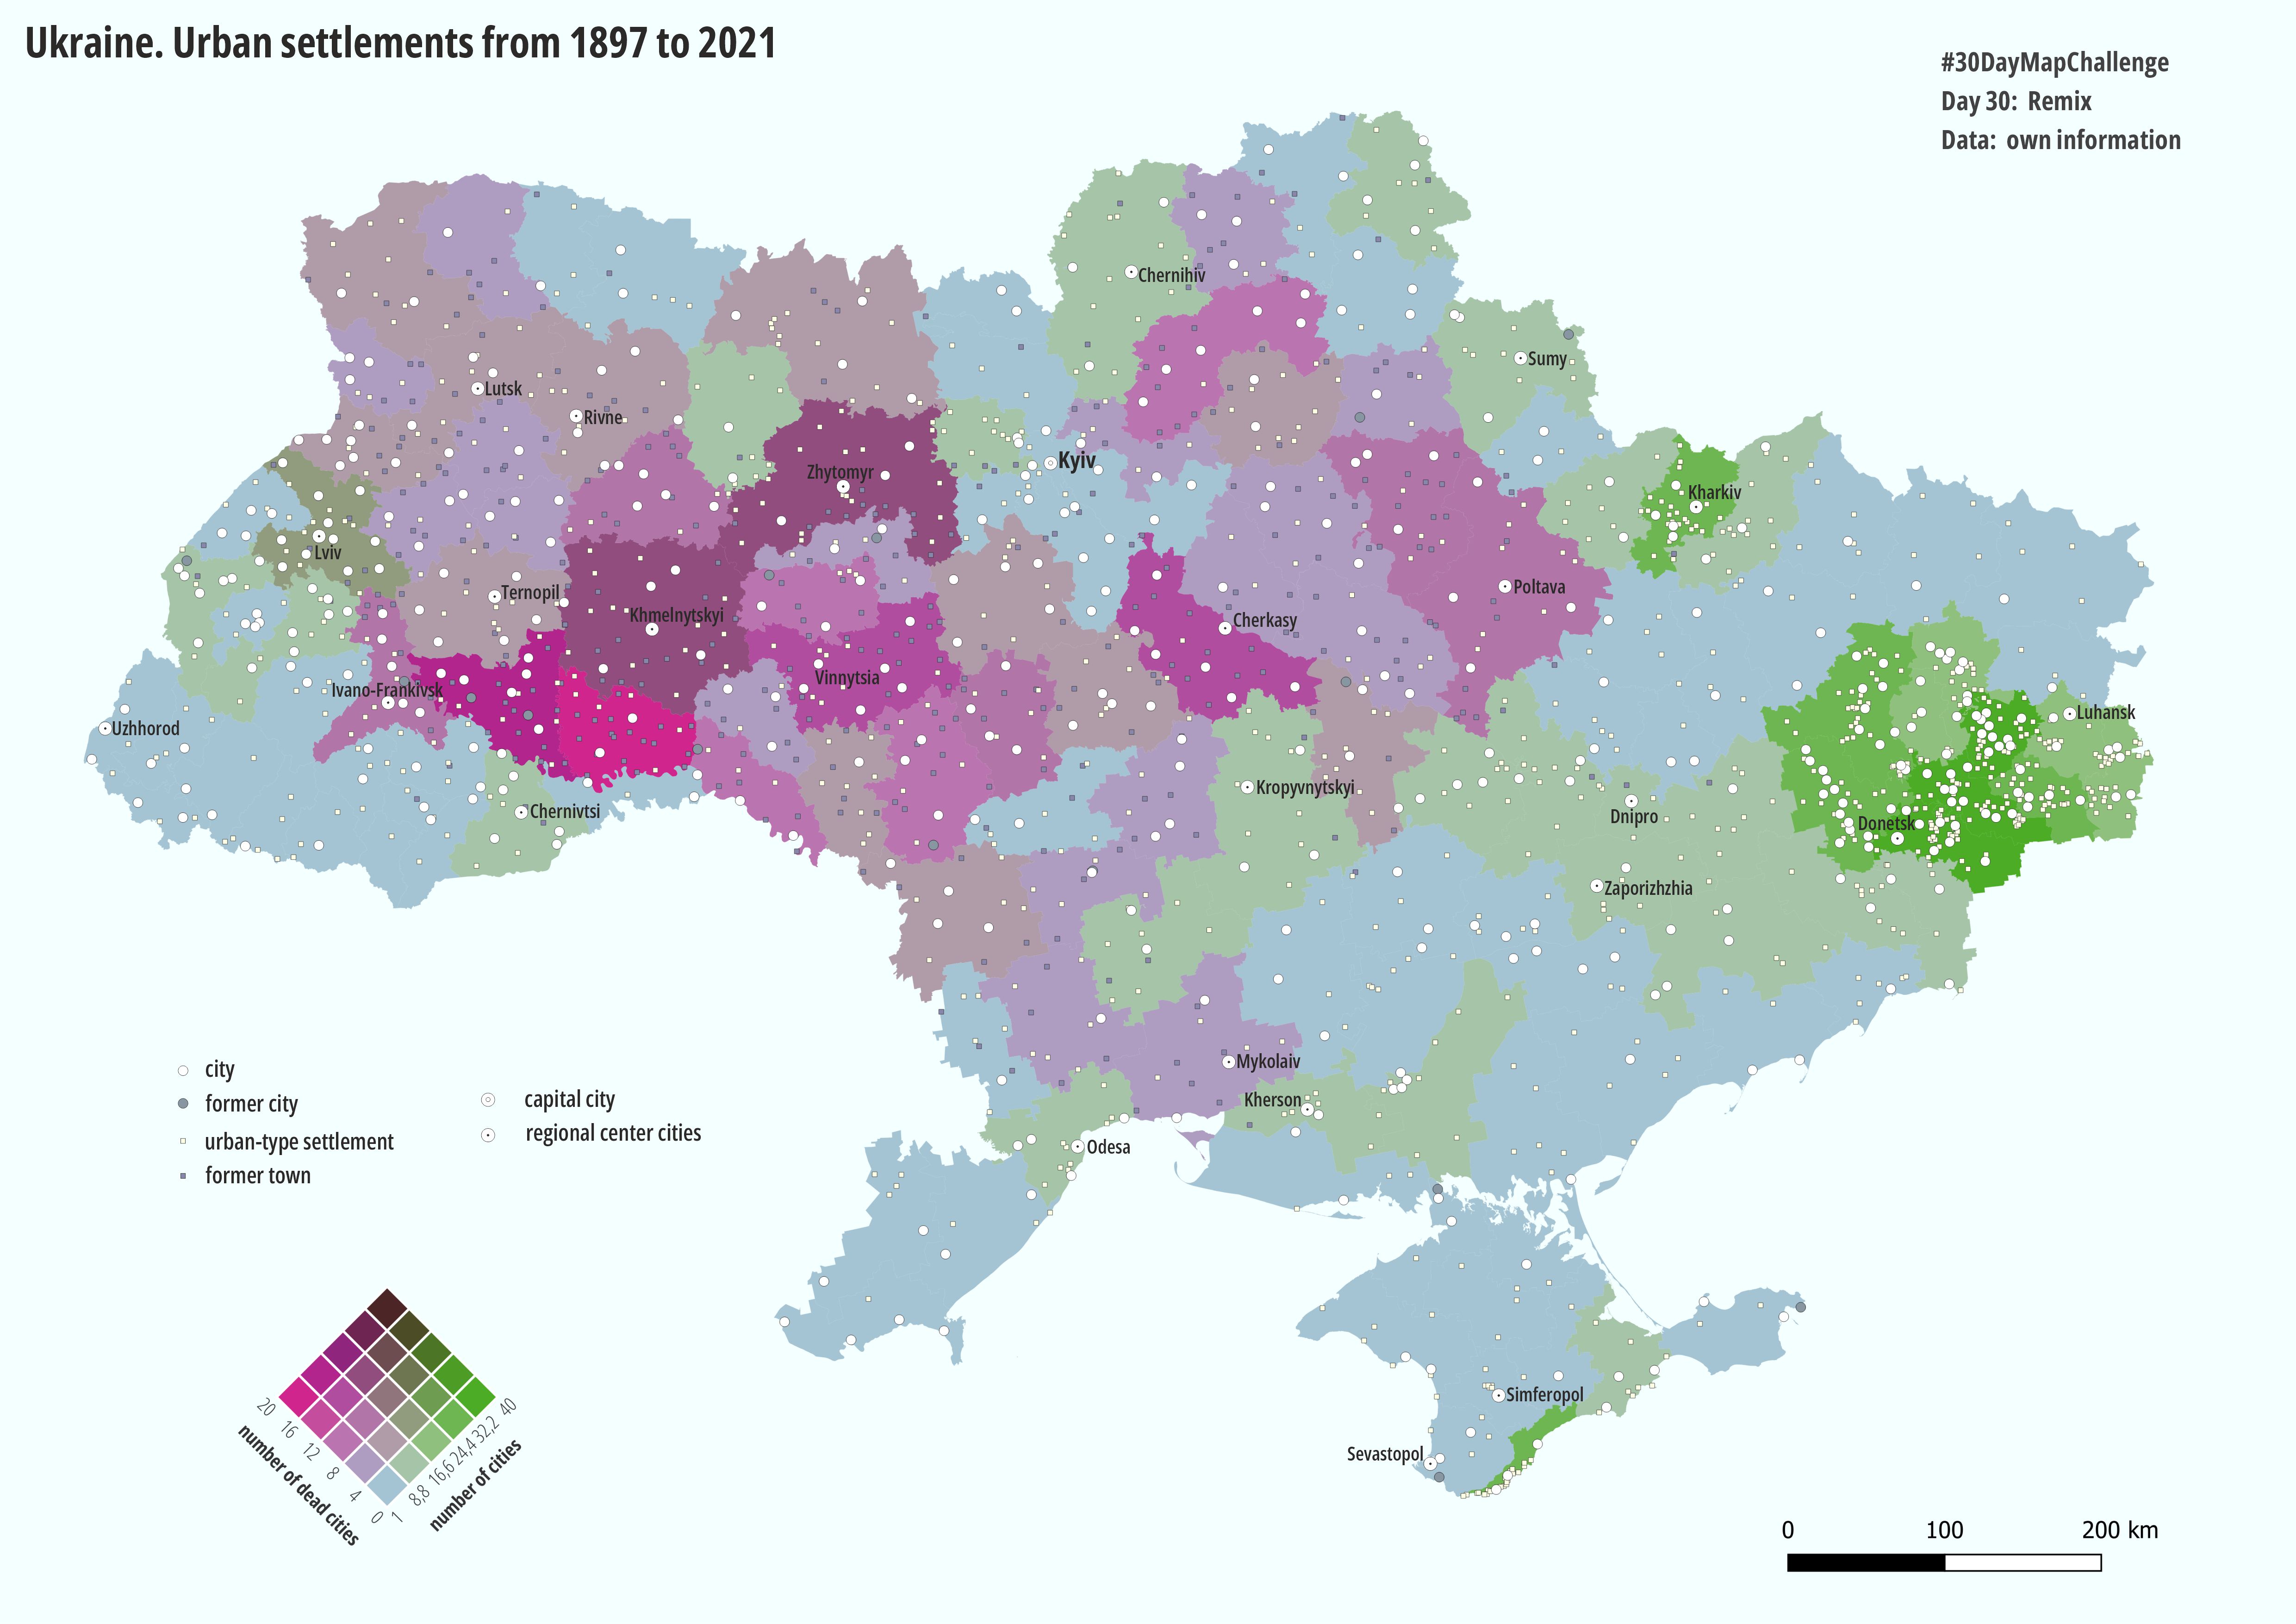 Ukraine. Urban settlements from 1897 to 2021
#30DayMapChallenge
Day 30: Remix
Data: own information
Chernihiv
Sumy
Lutsk
Rivne
Kyiv
Zhytomyr
Kharkiv
Lviv
Ternopil
Khmelnytskyi
Poltava
Cherkasy
Vinnytsia
Ivano-Frankivsk
Luhansk
Uzhhorod
Kropyvnytskyi
Chernivtsi
Dnipro
Donetsk
Zaporizhzhia
Mykolaiv
Kherson
Odesa
Simferopol
Sevastopol
city
former city
urban-type settlement
former town
capital city
regional center cities
20
16
12
8
4
0
number of dead cities
1
8,8
16,6
24,4
32,2
40
number of cities
0 100 200 km